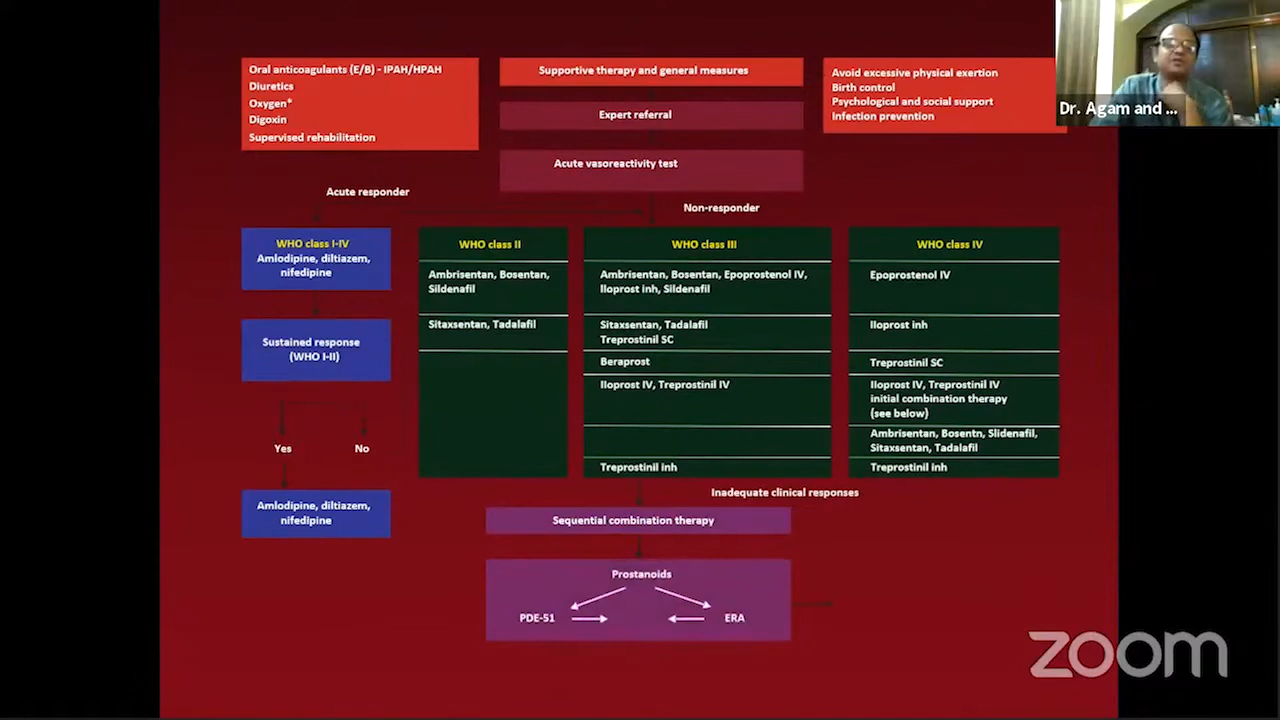 Oral anticoagulants (E/B) - IPAH/HPAH
Diuretics
Oxygen*
Digoxin
Supervised rehabilitation
Supportive therapy and general measures
Expert referral
Acute vasoreactivity test
Avoid excessive physical exertion
Birth control
Psychological and social support
Infection prevention
Dr. Agam and ...
Acute responder
Non-responder
WHO class I-IV
Amlodipine, diltiazem,
nifedipine
Sustained response
(WHO I-II)
Yes
No
Amlodipine, diltiazem,
nifedipine
WHO class II
Ambrisentan, Bosentan,
Sildenafil
Sitaxsentan, Tadalafil
WHO class III
Ambrisentan, Bosentan, Epoprostenol IV,
Iloprost inh, Sildenafil
Sitaxsentan, Tadalafil
Treprostinil SC
Beraprost
Iloprost IV, Treprostinil IV
Treprostinil inh
WHO class IV
Epoprostenol IV
Iloprost inh
Treprostinil SC
Iloprost IV, Treprostinil IV
initial combination therapy
(see below)
Ambrisentan, Bosentn, Slidenafil,
Sitaxsentan, Tadalafil
Treprostinil inh
Inadequate clinical responses
Sequential combination therapy
Prostanoids
PDE-51
ERA
zoom